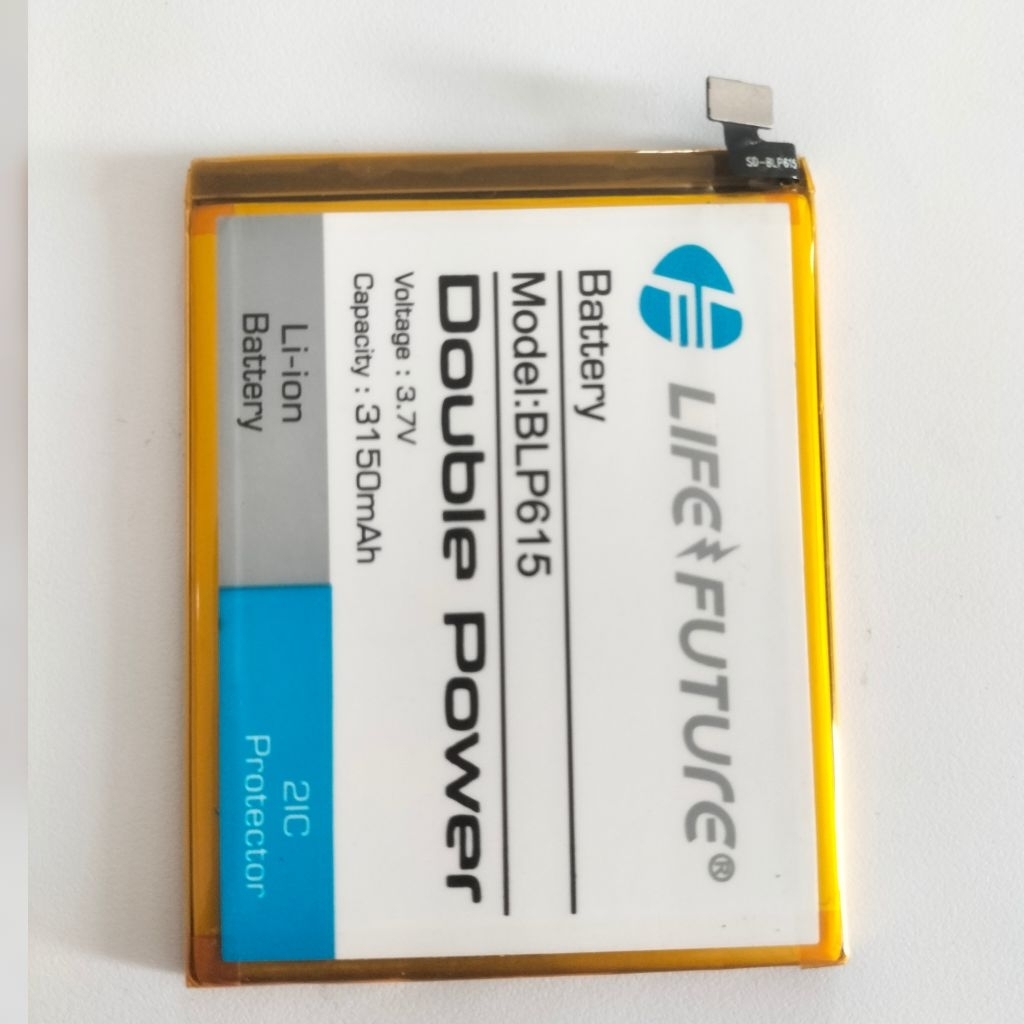 SD-BLP615
LIFE FUTURE®
Battery
Model:BLP615
Double Power
Voltage : 3.7V
Capacity : 3150mAh
Li-ion
Battery
2IC
Protector